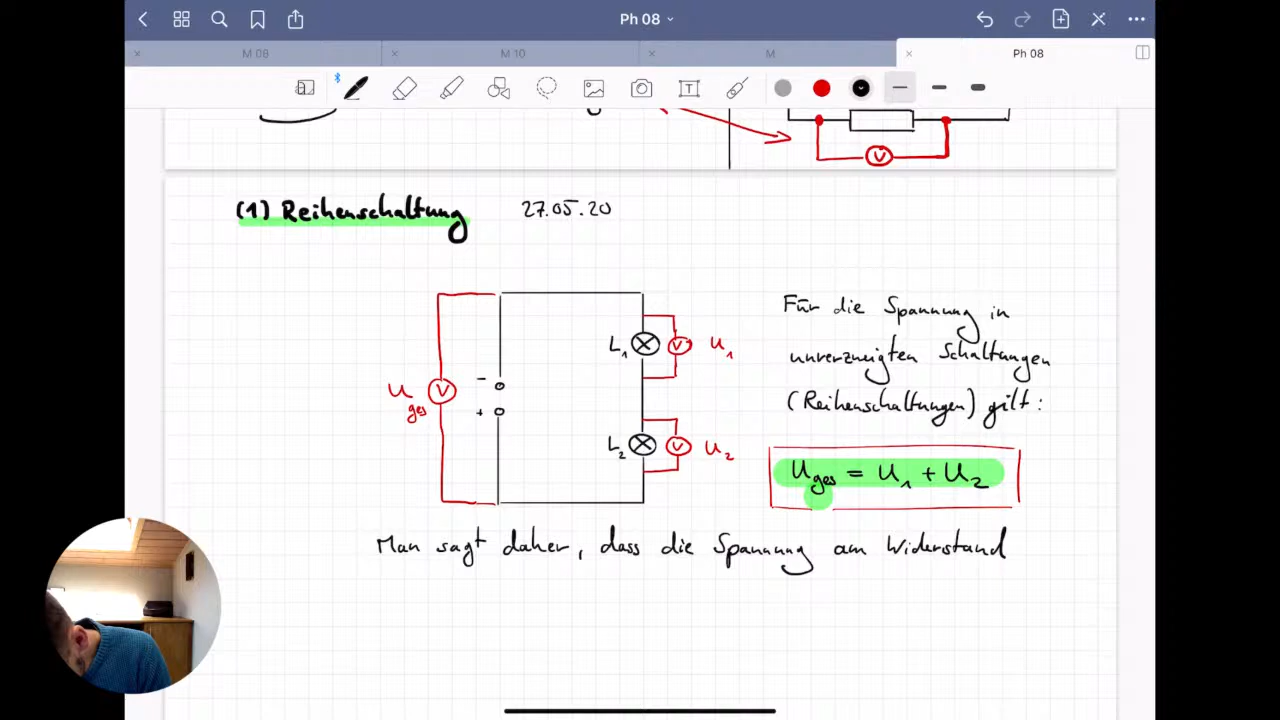 Ph 08
M 08
M 10
M
Ph 08
T
V
(1) Reihenschaltung 27.05.20
Für die Spannung in
unverzweigten Schaltungen
(Reihenschaltungen) gilt:
L1 V U1
U ges V
-
+
L2 V U2
Uges = U1 + U2
Man sagt daher, dass die Spannung am Widerstand